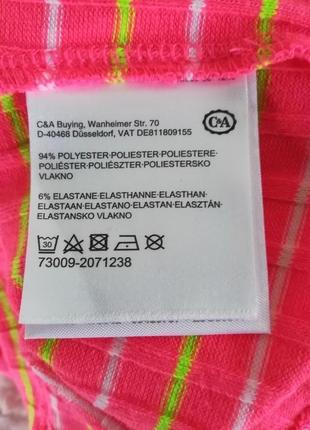 C&A Buying, Wanheimer Str. 70
D-40468 Düsseldorf, VAT DE811809155
C&A
94% POLYESTER-POLIESTER-POLIESTERE-
POLIÉSTER-POLIÉSZTER-POLIESTERSKO
VLAKNO
6% ELASTANE-ELASTHANNE-ELASTHAN-
ELASTAAN-ELASTANO-ELASTAN-ELASZTÁN-
ELASTANSKO VLAKNO
30
73009-2071238